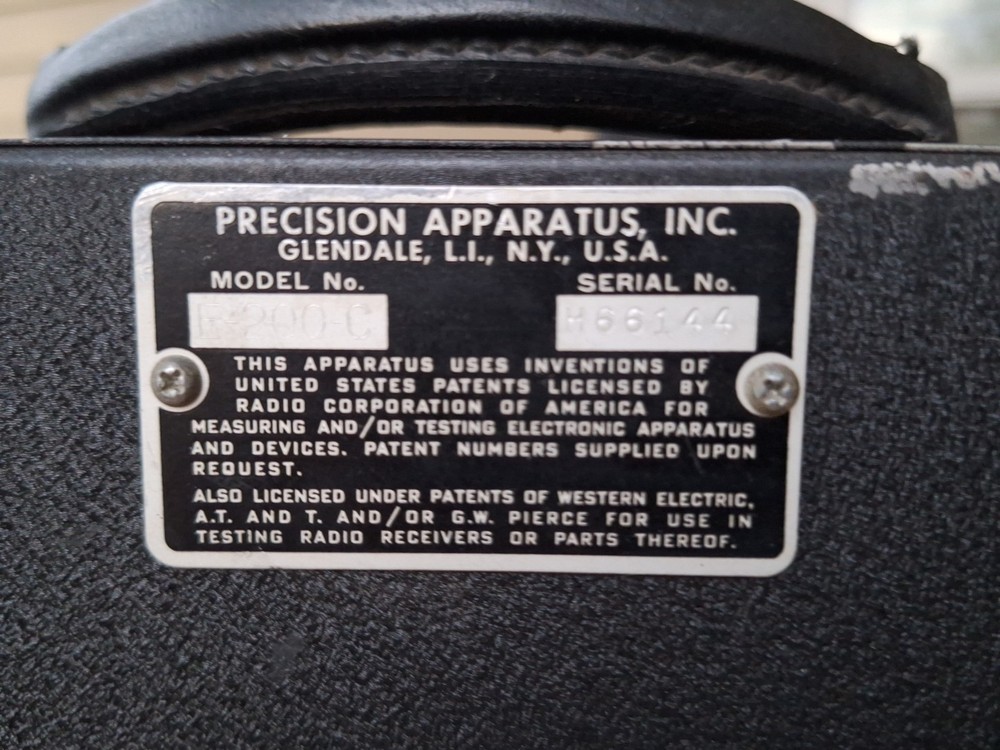 PRECISION APPARATUS, INC.
GLENDALE, L.I., N.Y., U.S.A.
MODEL No. SERIAL No.
E-200-C H66144
THIS APPARATUS USES INVENTIONS OF
UNITED STATES PATENTS LICENSED BY
RADIO CORPORATION OF AMERICA FOR
MEASURING AND/OR TESTING ELECTRONIC APPARATUS
AND DEVICES. PATENT NUMBERS SUPPLIED UPON
REQUEST.
ALSO LICENSED UNDER PATENTS OF WESTERN ELECTRIC,
A.T. AND T. AND/OR G.W. PIERCE FOR USE IN
TESTING RADIO RECEIVERS OR PARTS THEREOF.